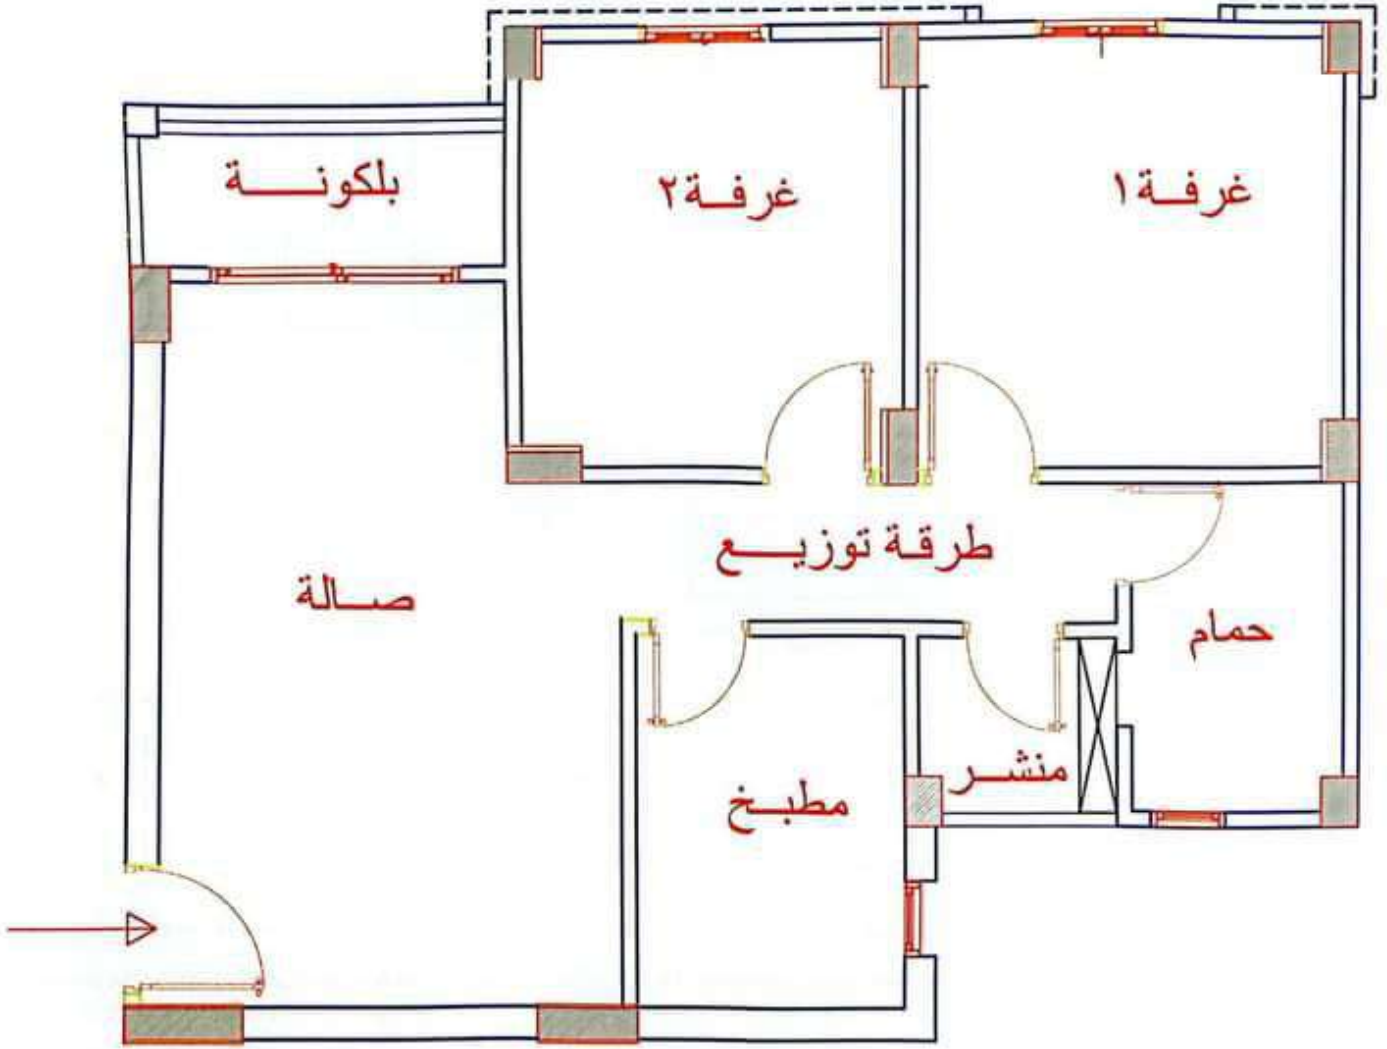 غرفة١
غرفة٢
بلكونة
طرقة توزيع
صالة
حمام
منشر
مطبخ